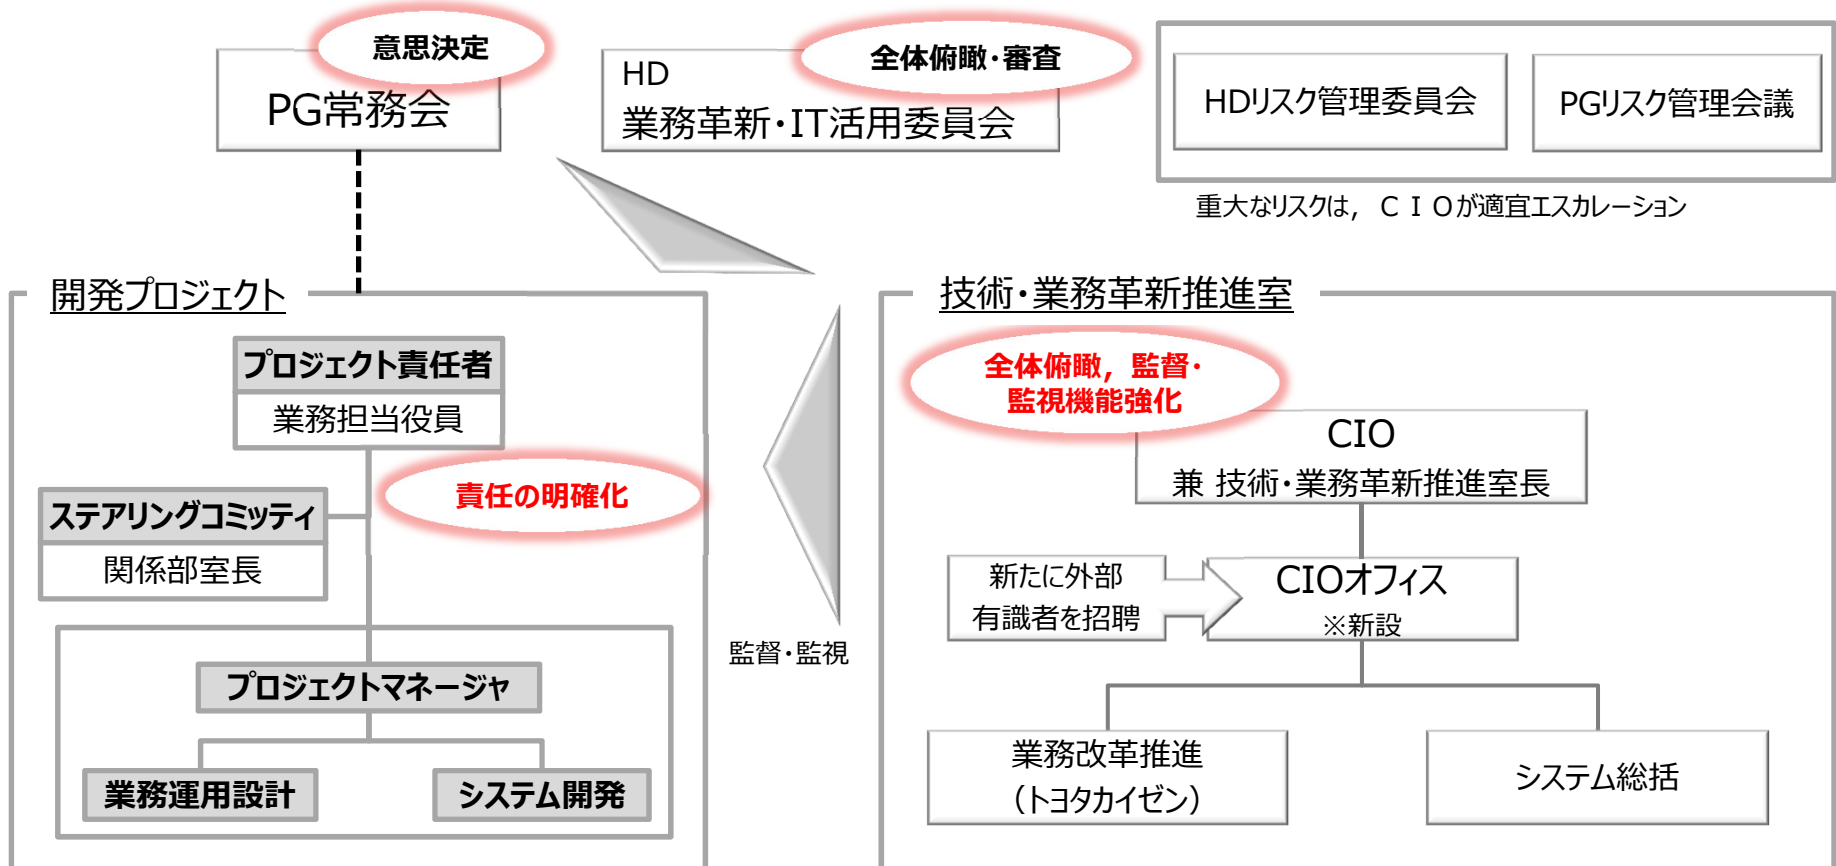 意思決定
PG常務会
全体俯瞰・審査
HD
業務革新・IT活用委員会
HDリスク管理委員会
PGリスク管理会議
重大なリスクは，ＣＩＯが適宜エスカレーション
開発プロジェクト
プロジェクト責任者
業務担当役員
責任の明確化
ステアリングコミッティ
関係部室長
プロジェクトマネージャ
業務運用設計
システム開発
監督・監視
技術・業務革新推進室
全体俯瞰，監督・
監視機能強化
CIO
兼 技術・業務革新推進室長
新たに外部
有識者を招聘
CIOオフィス
※新設
業務改革推進
（トヨタカイゼン）
システム総括